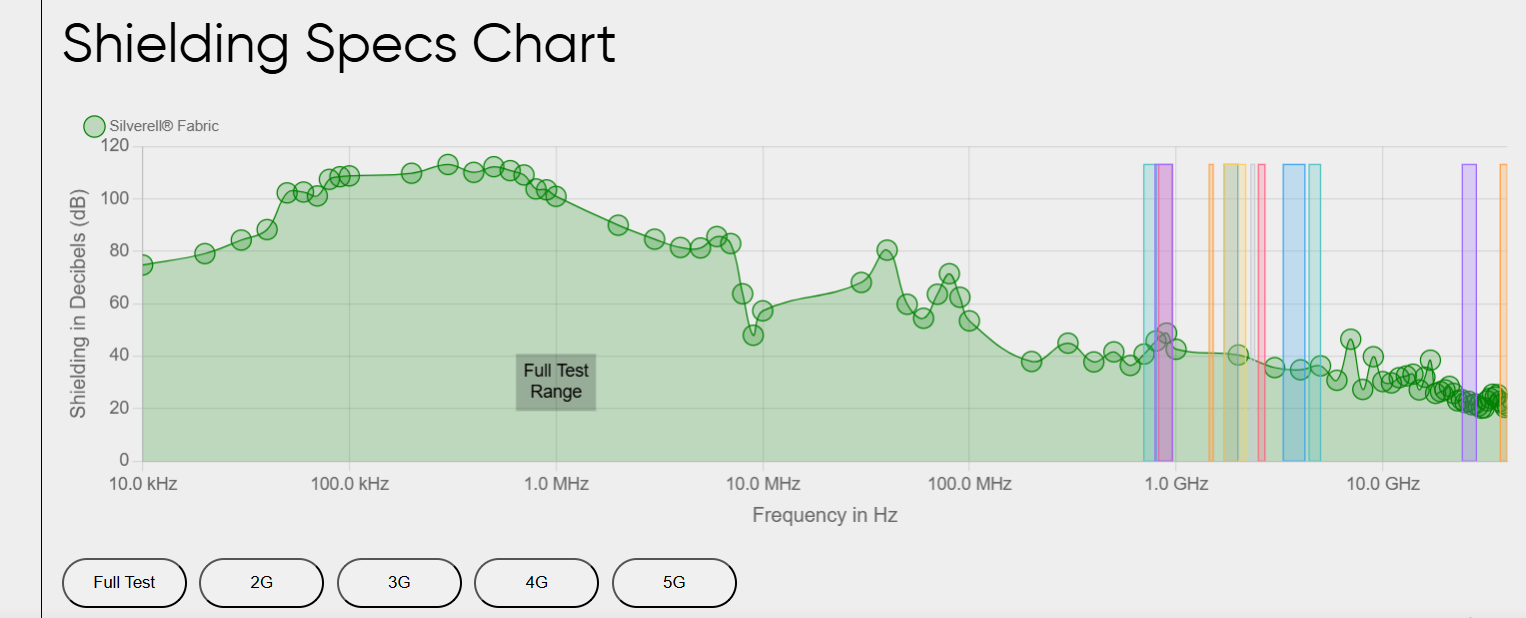 Shielding Specs Chart
Silverell® Fabric
Shielding in Decibels (dB)
120
100
80
60
40
20
0
Full Test
Range
10.0 kHz 100.0 kHz 1.0 MHz 10.0 MHz 100.0 MHz 1.0 GHz 10.0 GHz
Frequency in Hz
Full Test 2G 3G 4G 5G